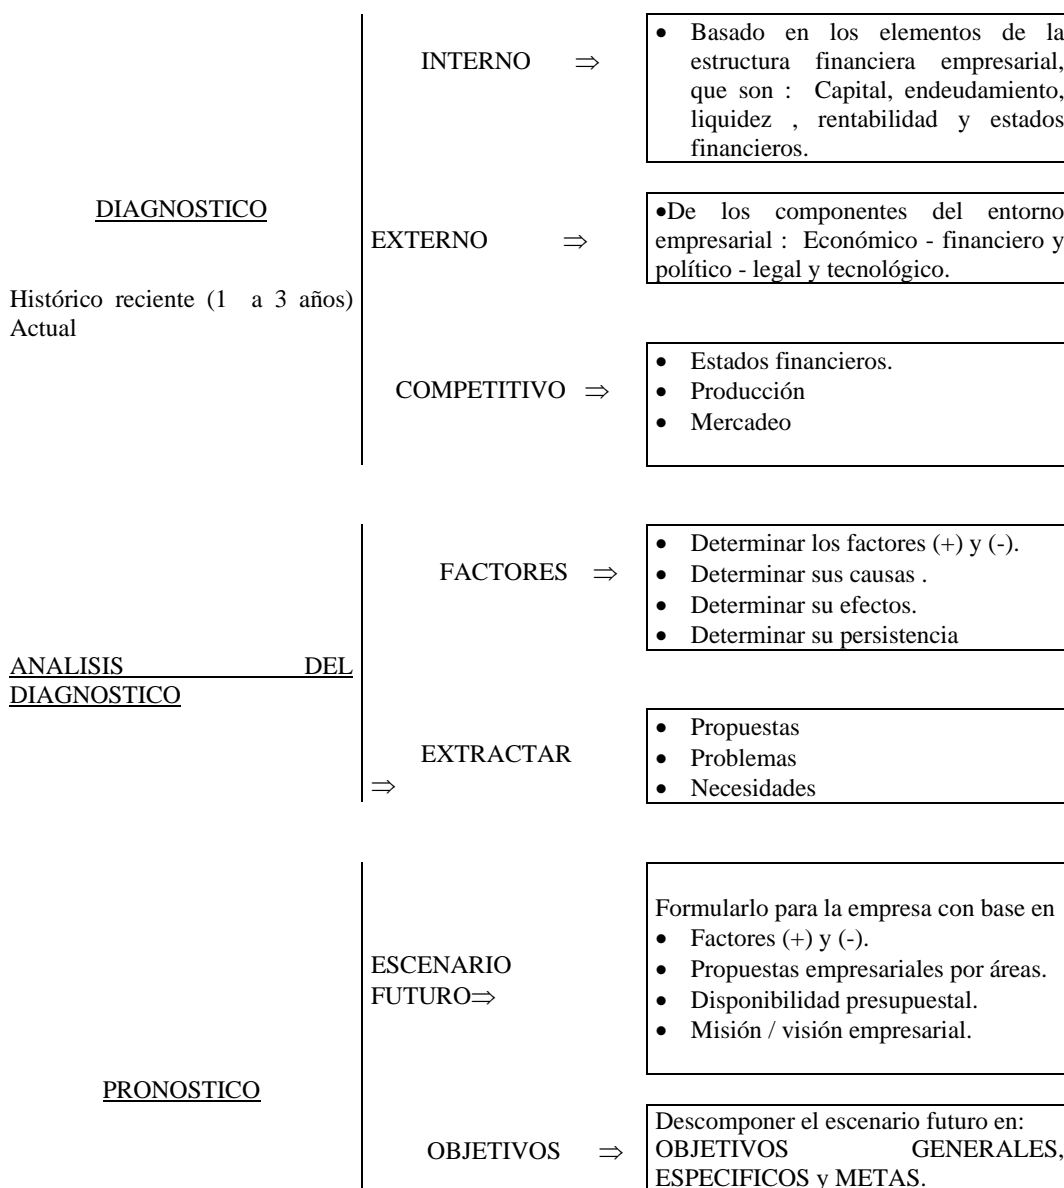 INTERNO ⇒
• Basado en los elementos de la
estructura financiera empresarial,
que son : Capital, endeudamiento,
liquidez , rentabilidad y estados
financieros.
DIAGNOSTICO
Histórico reciente (1 a 3 años)
Actual
EXTERNO ⇒
•De los componentes del entorno
empresarial : Económico - financiero y
político - legal y tecnológico.
COMPETITIVO ⇒
• Estados financieros.
• Producción
• Mercadeo
ANALISIS DEL
DIAGNOSTICO
FACTORES ⇒
• Determinar los factores (+) y (-).
• Determinar sus causas .
• Determinar su efectos.
• Determinar su persistencia
EXTRACTAR
⇒
• Propuestas
• Problemas
• Necesidades
PRONOSTICO
ESCENARIO
FUTURO⇒
Formularlo para la empresa con base en
• Factores (+) y (-).
• Propuestas empresariales por áreas.
• Disponibilidad presupuestal.
• Misión / visión empresarial.
OBJETIVOS ⇒
Descomponer el escenario futuro en:
OBJETIVOS GENERALES,
ESPECIFICOS y METAS.